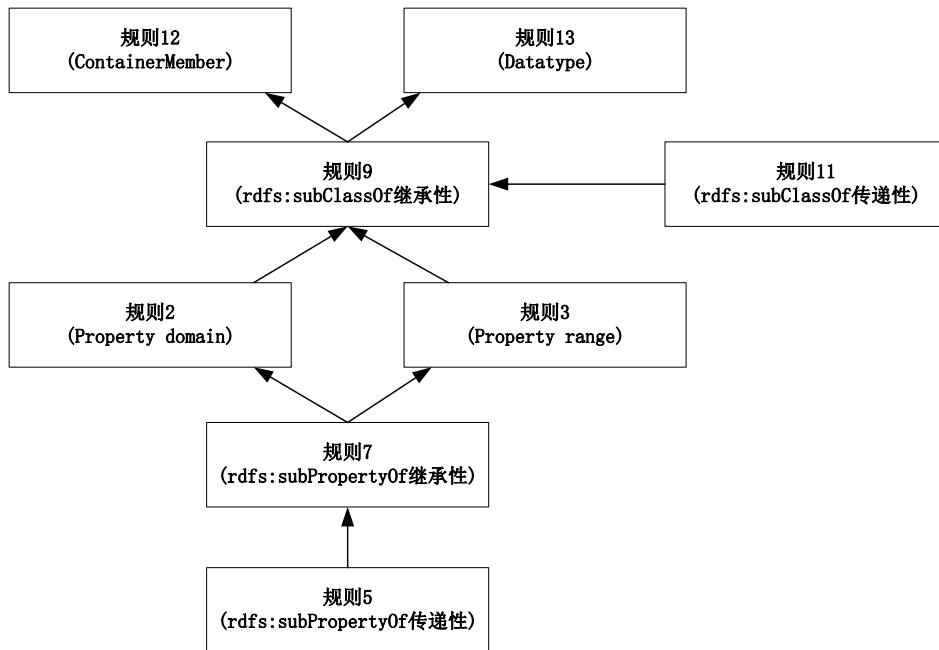 规则12
(ContainerMember)
规则13
(Datatype)
规则9
(rdfs:subClassOf继承性)
规则11
(rdfs:subClassOf传递性)
规则2
(Property domain)
规则3
(Property range)
规则7
(rdfs:subPropertyOf继承性)
规则5
(rdfs:subPropertyOf传递性)